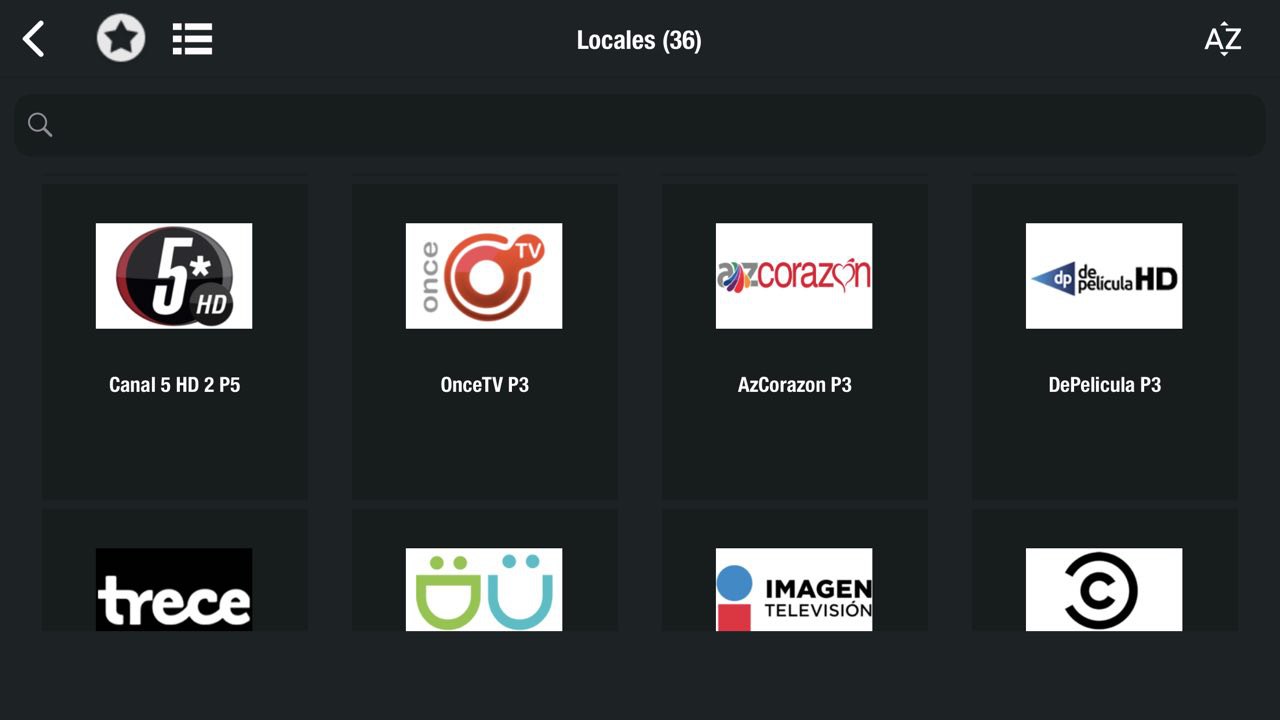 Locales (36)
AZ
5* HD
once TV
azcorazón
dp de película HD
Canal 5 HD 2 P5
OnceTV P3
AzCorazon P3
DePelicula P3
trece
IMAGEN
TELEVISIÓN
C